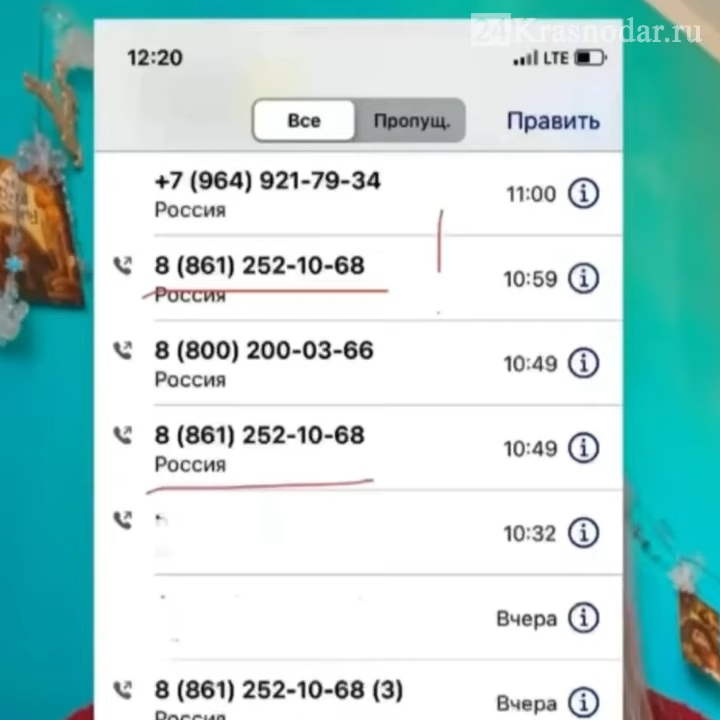 24Krasnodar.ru
12:20
LTE
Все
Пропущ.
Править
+7 (964) 921-79-34
Россия
11:00
8 (861) 252-10-68
Россия
10:59
8 (800) 200-03-66
Россия
10:49
8 (861) 252-10-68
Россия
10:49
10:32
Вчера
8 (861) 252-10-68 (3)
Россия
Вчера